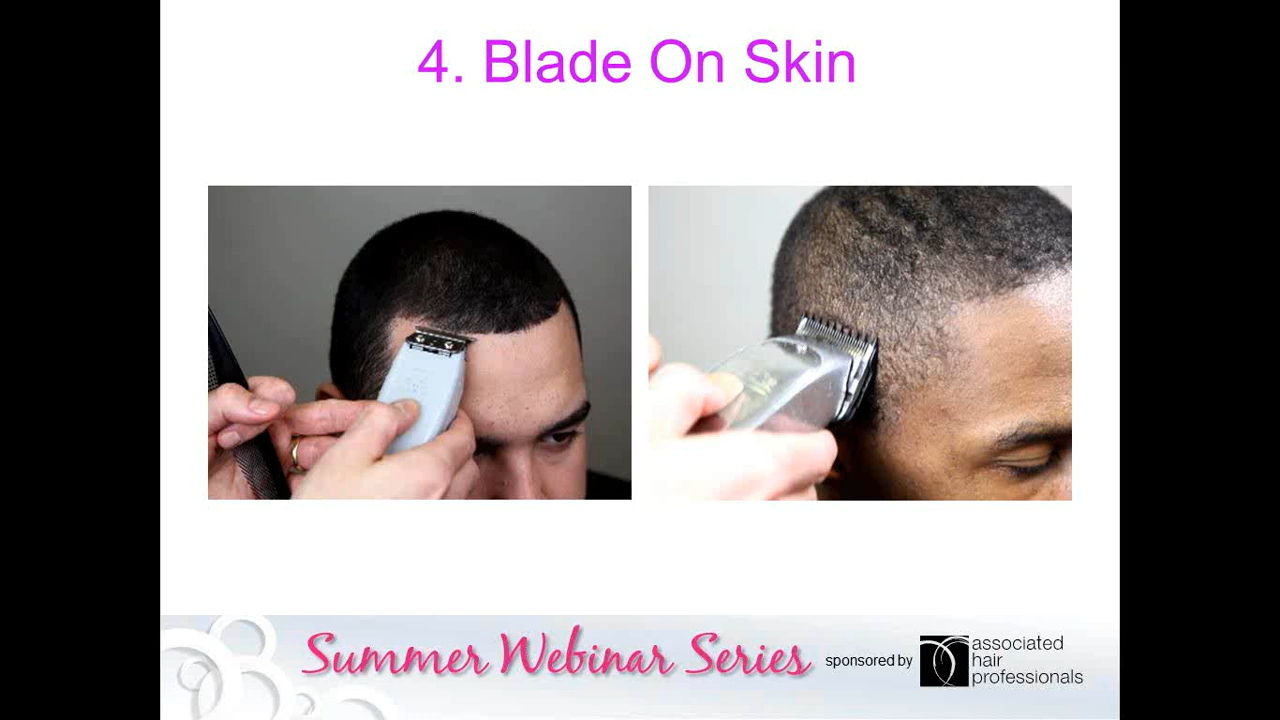 4. Blade On Skin
Summer Webinar Series
sponsored by
associated
hair
professionals